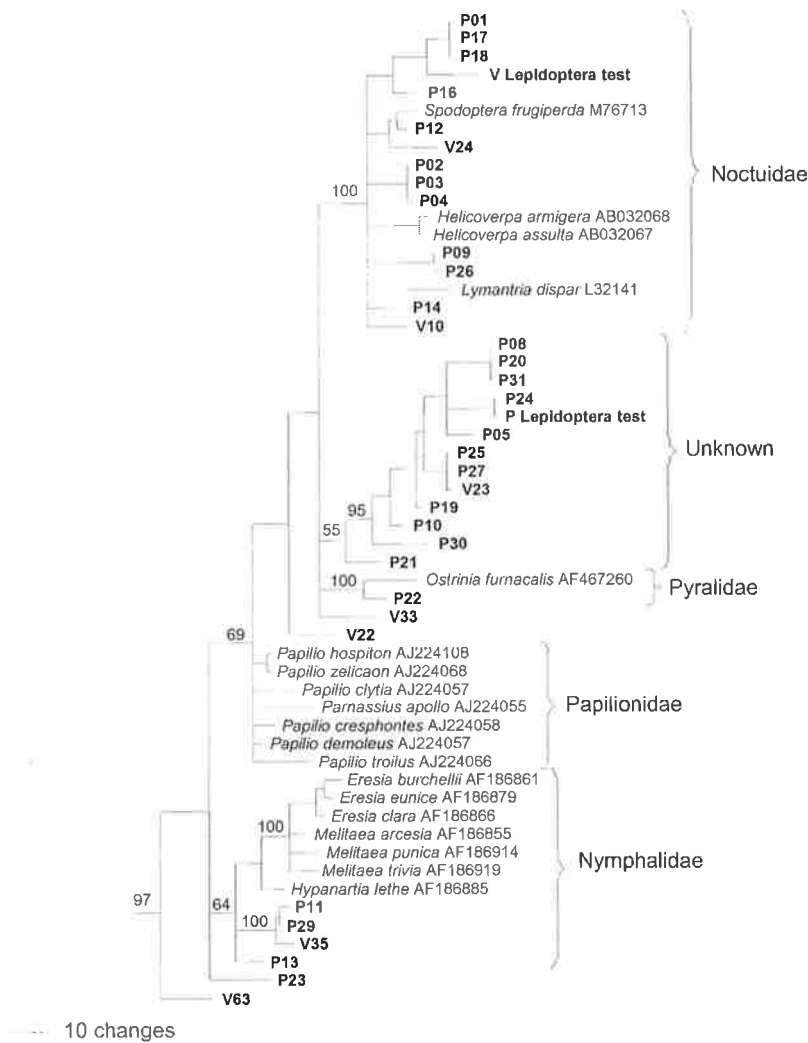 P01
P17
P18
V Lepidoptera test
P16
Spodoptera frugiperda M76713
P12
V24
P02
P03
P04
Noctuidae
100
Helicoverpa armigera AB032068
Helicoverpa assulta AB032067
P09
P26
Lymantria dispar L32141
P14
V10
P08
P20
P31
P24
P Lepidoptera test
P05
Unknown
P25
P27
V23
P19
95
P10
55
P30
P21
100
Ostrinia furnacalis AF467260
Pyralidae
P22
V33
69
V22
Papilio hospiton AJ224108
Papilio zelicaon AJ224068
Papilio clytia AJ224057
Parnassius apollo AJ224055
Papilionidae
Papilio cresphontes AJ224058
Papilio demoleus AJ224057
Papilio troilus AJ224066
Eresia burchellii AF186861
Eresia eunice AF186879
Eresia clara AF186866
100
Melitaea arcesia AF186855
Melitaea punica AF186914
Nymphalidae
Melitaea trivia AF186919
Hypanartia lethe AF186885
97
64
P11
100
P29
V35
P13
P23
V63
10 changes